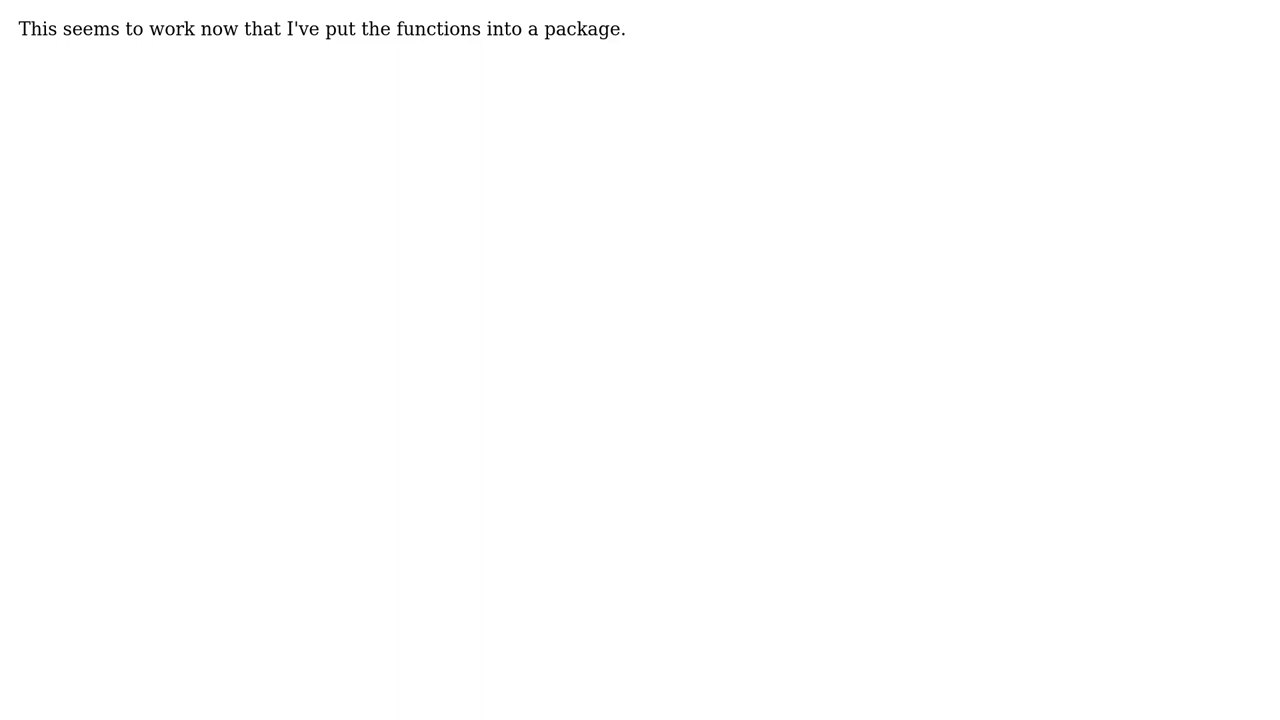 This seems to work now that I've put the functions into a package.